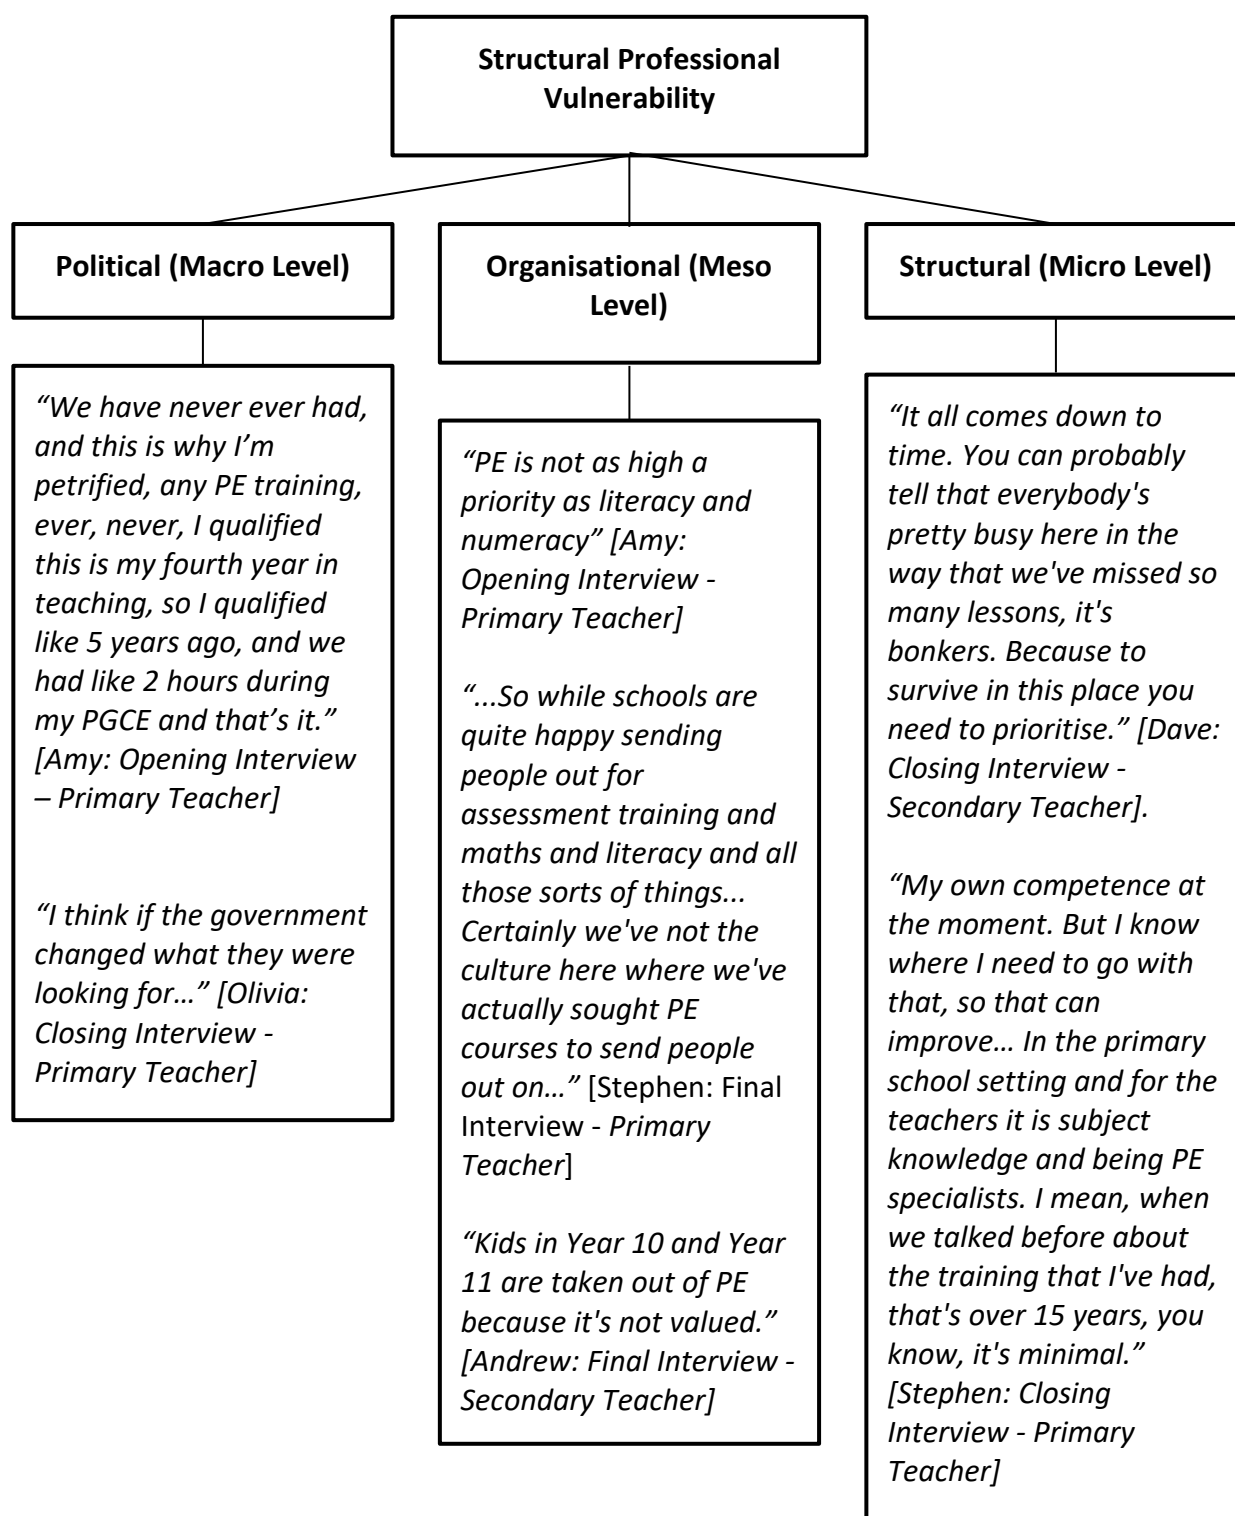 Structural Professional
Vulnerability
Political (Macro Level)
Organisational (Meso
Level)
Structural (Micro Level)
“We have never ever had,
and this is why I’m
petrified, any PE training,
ever, never, I qualified
this is my fourth year in
teaching, so I qualified
like 5 years ago, and we
had like 2 hours during
my PGCE and that’s it.”
[Amy: Opening Interview
– Primary Teacher]
“I think if the government
changed what they were
looking for…” [Olivia:
Closing Interview -
Primary Teacher]
“PE is not as high a
priority as literacy and
numeracy” [Amy:
Opening Interview -
Primary Teacher]
“...So while schools are
quite happy sending
people out for
assessment training and
maths and literacy and all
those sorts of things...
Certainly we've not the
culture here where we've
actually sought PE
courses to send people
out on…” [Stephen: Final
Interview - Primary
Teacher]
“Kids in Year 10 and Year
11 are taken out of PE
because it's not valued.”
[Andrew: Final Interview -
Secondary Teacher]
“It all comes down to
time. You can probably
tell that everybody's
pretty busy here in the
way that we've missed so
many lessons, it's
bonkers. Because to
survive in this place you
need to prioritise.” [Dave:
Closing Interview -
Secondary Teacher].
“My own competence at
the moment. But I know
where I need to go with
that, so that can
improve… In the primary
school setting and for the
teachers it is subject
knowledge and being PE
specialists. I mean, when
we talked before about
the training that I've had,
that's over 15 years, you
know, it's minimal.”
[Stephen: Closing
Interview - Primary
Teacher]